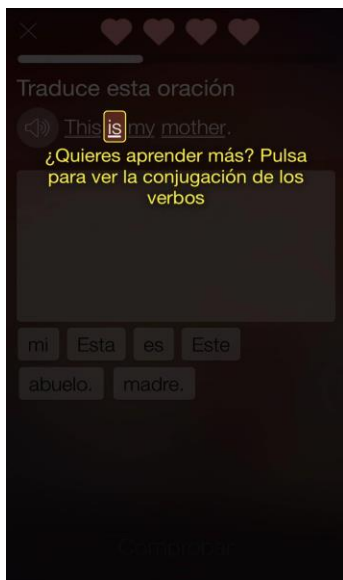 Traduce esta oración
This is my mother.
¿Quieres aprender más? Pulsa
para ver la conjugación de los
verbos
mi Esta es Este
abuelo. madre.
Comprobar